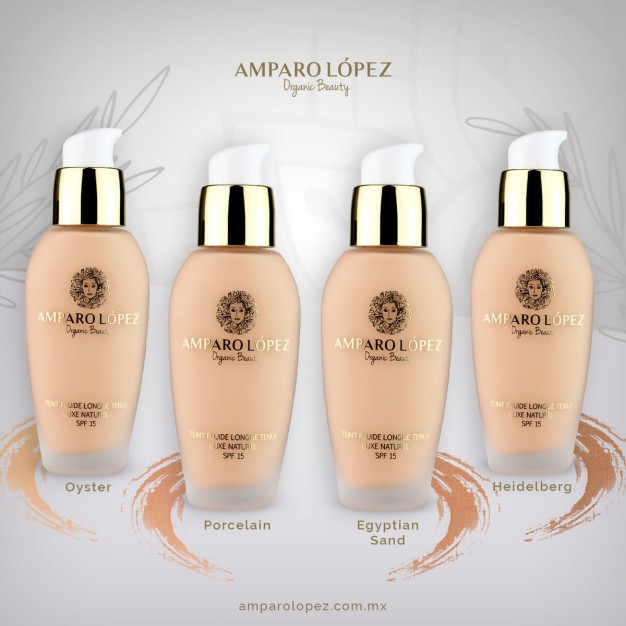 AMPARO LÓPEZ
Organic Beauty
AMPARO LÓPEZ
Organic Beauty
TEINT FLUIDE LONGUE TENUE
LUXE NATUREL
SPF 15
AMPARO LÓPEZ
Organic Beauty
TEINT FLUIDE LONGUE TENUE
LUXE NATUREL
SPF 15
AMPARO LÓPEZ
Organic Beauty
TEINT FLUIDE LONGUE TENUE
LUXE NATUREL
SPF 15
AMPARO LÓPEZ
Organic Beauty
TEINT FLUIDE LONGUE TENUE
LUXE NATUREL
SPF 15
Oyster
Porcelain
Egyptian
Sand
Heidelberg
amparolopez.com.mx